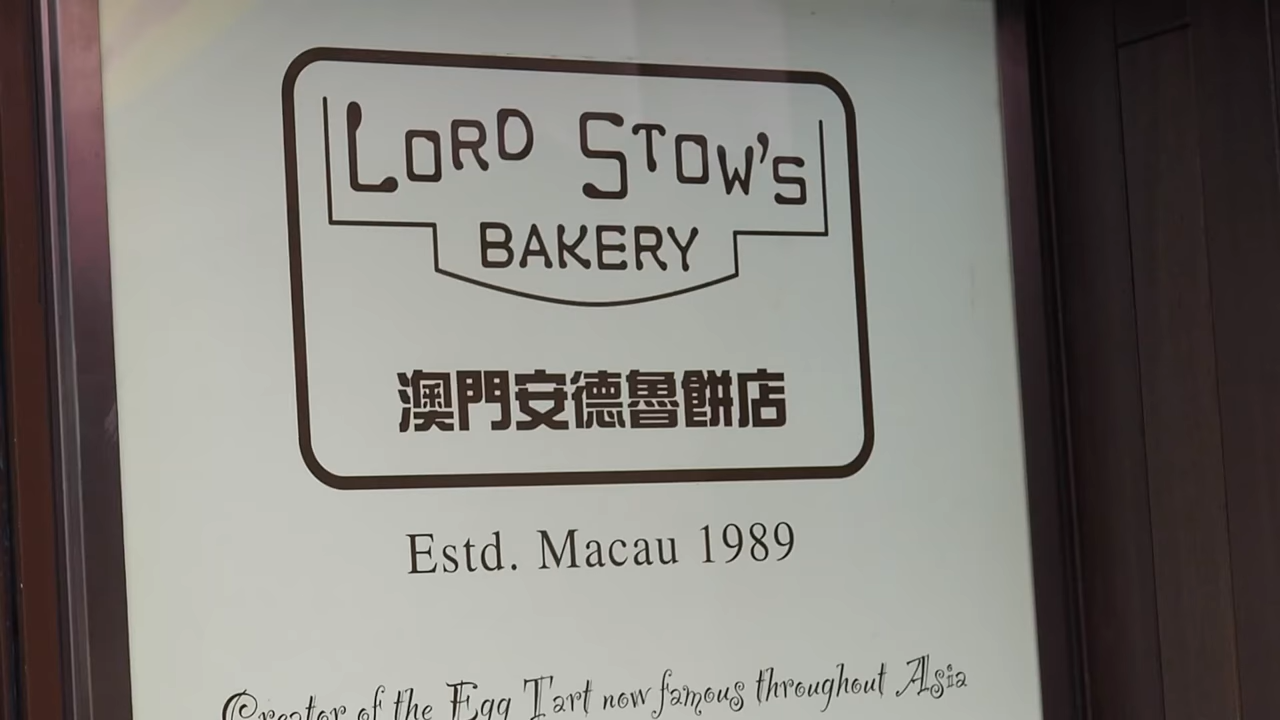 LORD STOW'S
BAKERY
澳門安德魯餅店
Estd. Macau 1989
Creator of the Egg Tart now famous throughout Asia